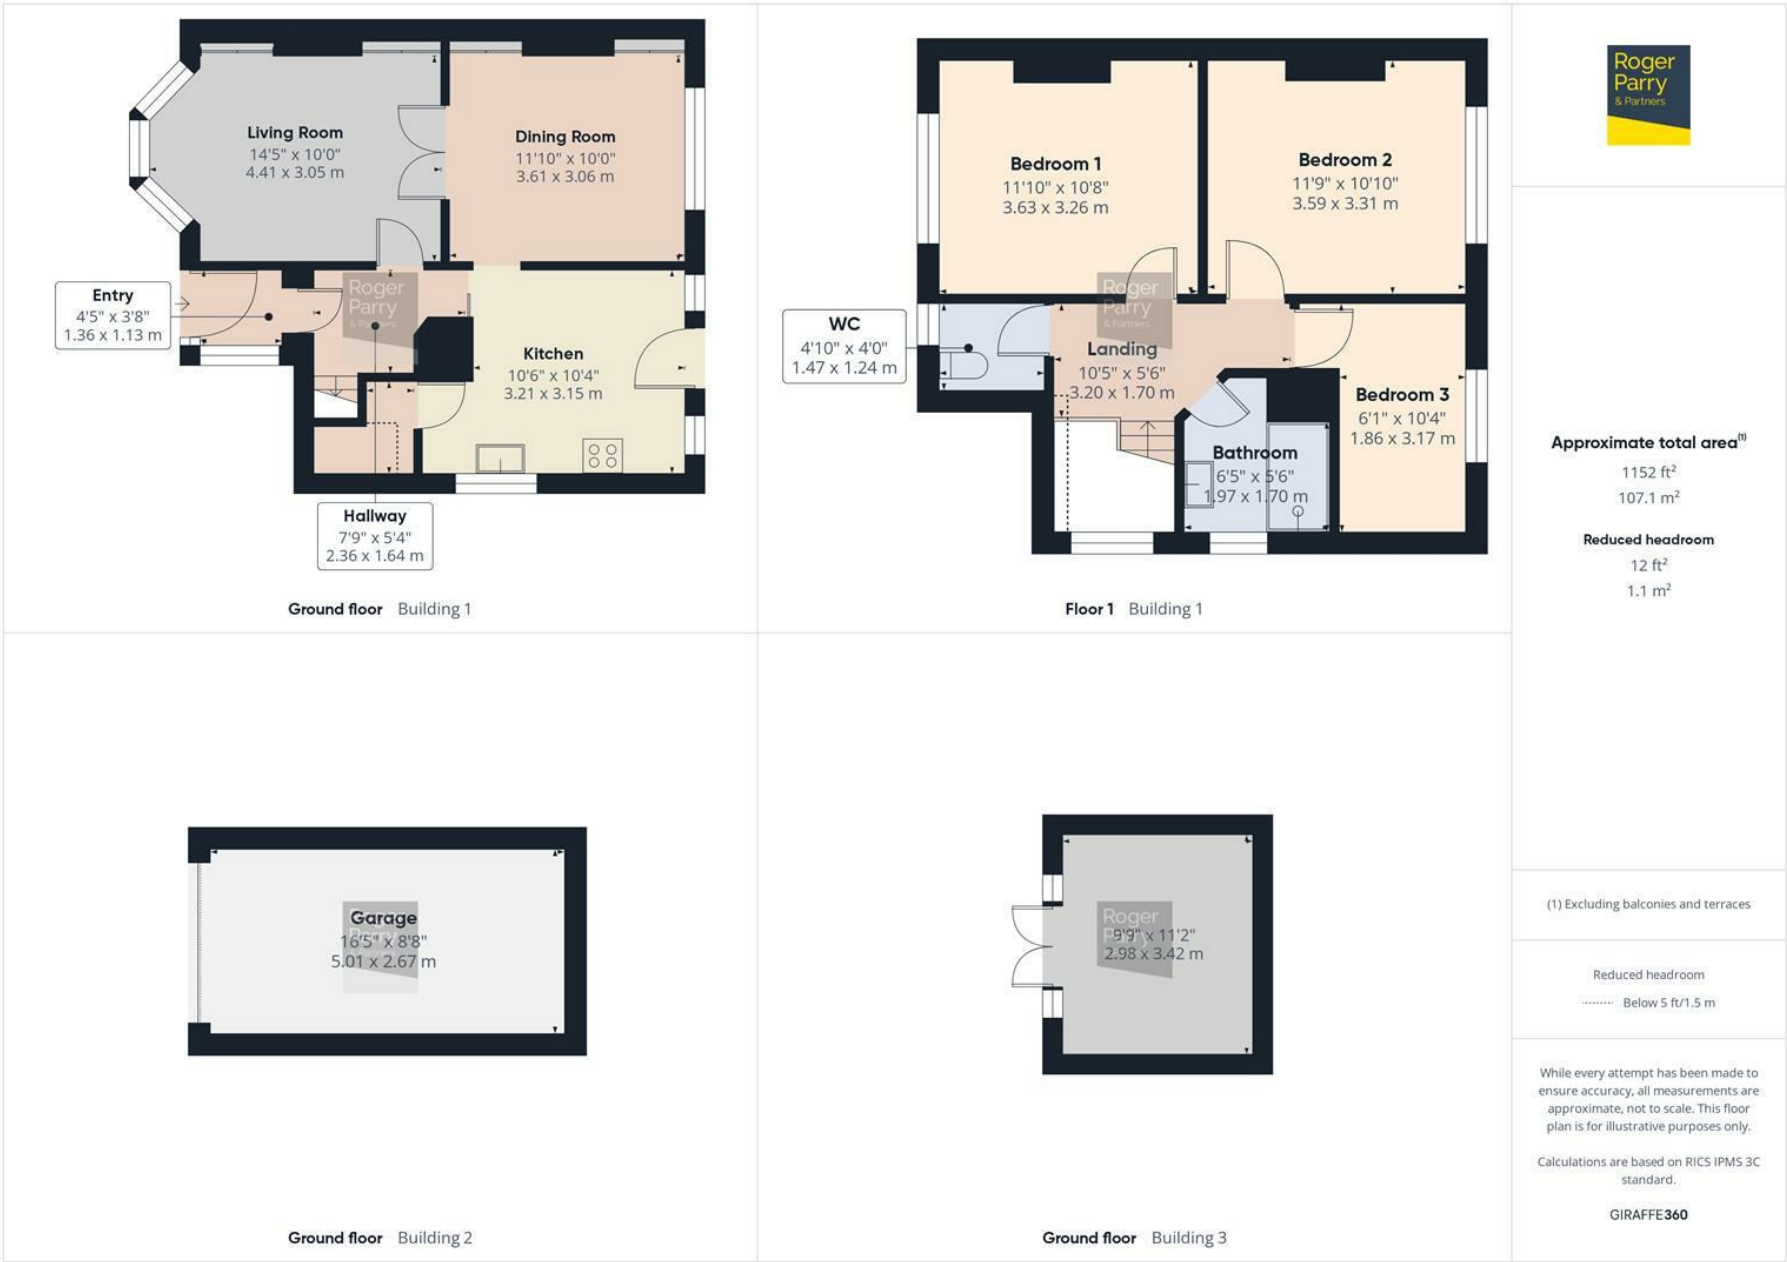 Living Room
14'5" x 10'0"
4.41 x 3.05 m
Dining Room
11'10" x 10'0"
3.61 x 3.06 m
Entry
4'5" x 3'8"
1.36 x 1.13 m
Roger
Parry
& Partners
Kitchen
10'6" x 10'4"
3.21 x 3.15 m
Hallway
7'9" x 5'4"
2.36 x 1.64 m
Ground floor Building 1
Bedroom 1
11'10" x 10'8"
3.63 x 3.26 m
Bedroom 2
11'9" x 10'10"
3.59 x 3.31 m
Roger
Parry
& Partners
WC
4'10" x 4'0"
1.47 x 1.24 m
Landing
10'5" x 5'6"
3.20 x 1.70 m
Bedroom 3
6'1" x 10'4"
1.86 x 3.17 m
Bathroom
6'5" x 5'6"
1.97 x 1.70 m
Floor 1 Building 1
Garage
16'5" x 8'8"
5.01 x 2.67 m
Ground floor Building 2
Roger
Parry
9'9" x 11'2"
2.98 x 3.42 m
Ground floor Building 3
Roger
Parry
& Partners
Approximate total area(1)
1152 ft²
107.1 m²
Reduced headroom
12 ft²
1.1 m²
(1) Excluding balconies and terraces
Reduced headroom
Below 5 ft/1.5 m
While every attempt has been made to
ensure accuracy, all measurements are
approximate, not to scale. This floor
plan is for illustrative purposes only.
Calculations are based on RICS IPMS 3C
standard.
GIRAFFE360